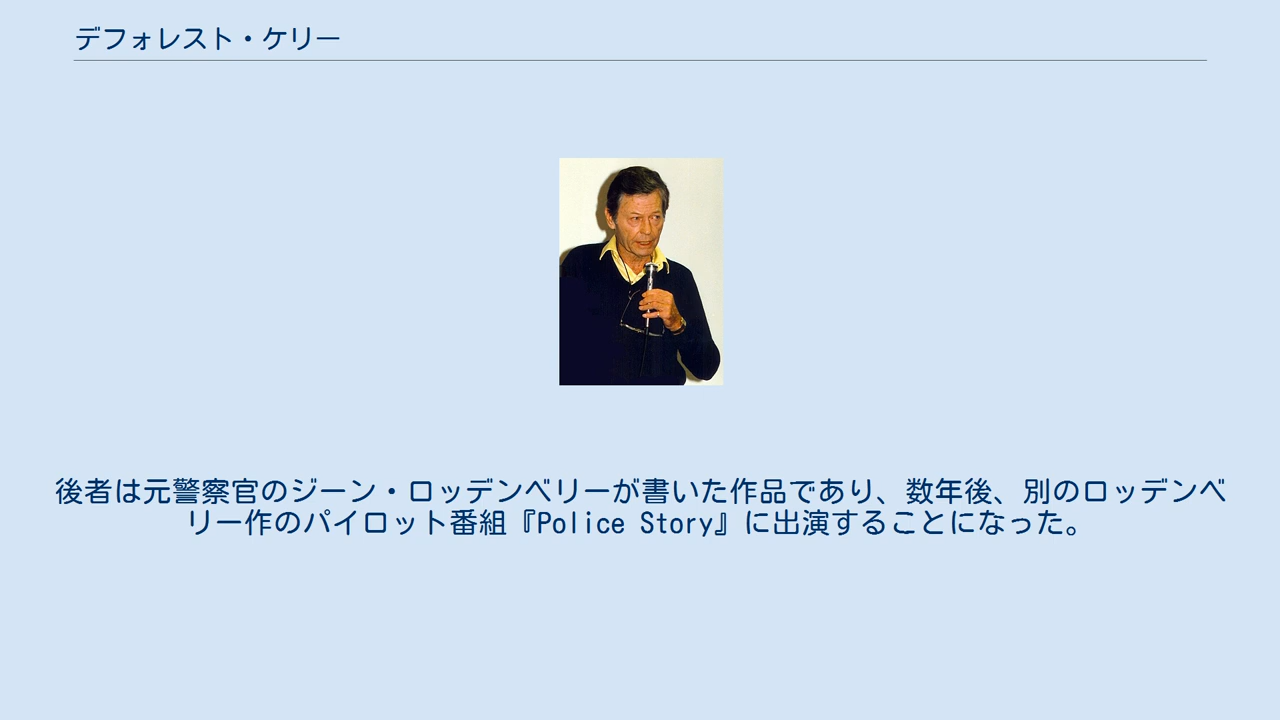 デフォレスト・ケリー
後者は元警察官のジーン・ロッデンベリーが書いた作品であり、数年後、別のロッデンベ
リー作のパイロット番組『Police Story』に出演することになった。